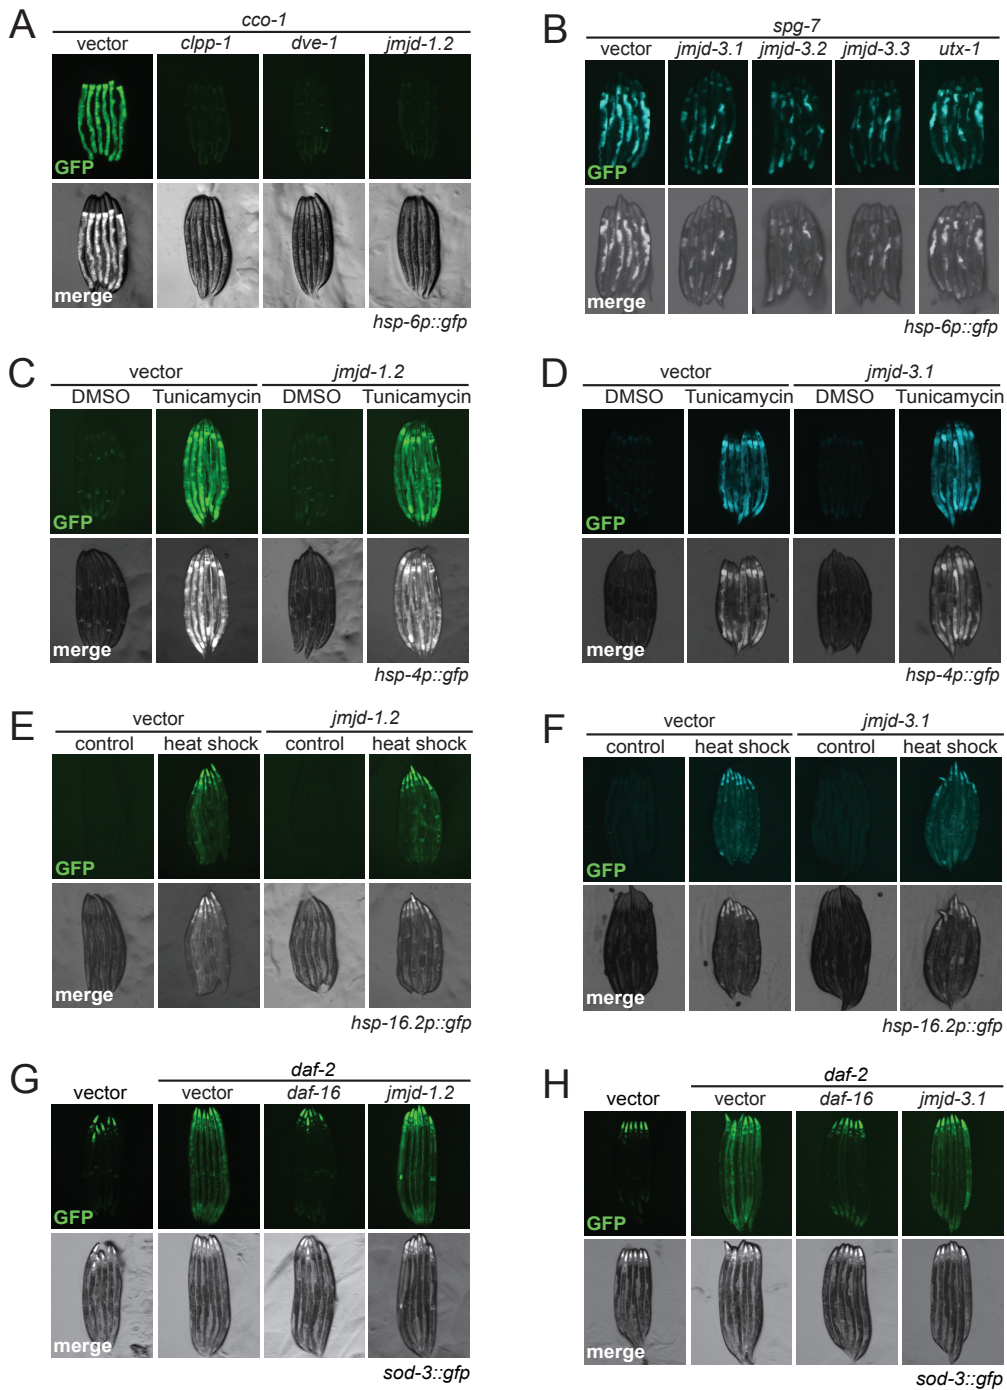 A
cco-1
vector clpp-1 dve-1 jmjd-1.2
GFP
merge
hsp-6p::gfp
B
spg-7
vector jmjd-3.1 jmjd-3.2 jmjd-3.3 utx-1
GFP
merge
hsp-6p::gfp
C
vector jmjd-1.2
DMSO Tunicamycin DMSO Tunicamycin
GFP
merge
hsp-4p::gfp
D
vector jmjd-3.1
DMSO Tunicamycin DMSO Tunicamycin
GFP
merge
hsp-4p::gfp
E
vector jmjd-1.2
control heat shock control heat shock
GFP
merge
hsp-16.2p::gfp
F
vector jmjd-3.1
control heat shock control heat shock
GFP
merge
hsp-16.2p::gfp
G
daf-2
vector vector daf-16 jmjd-1.2
GFP
merge
sod-3::gfp
H
daf-2
vector vector daf-16 jmjd-3.1
GFP
merge
sod-3::gfp